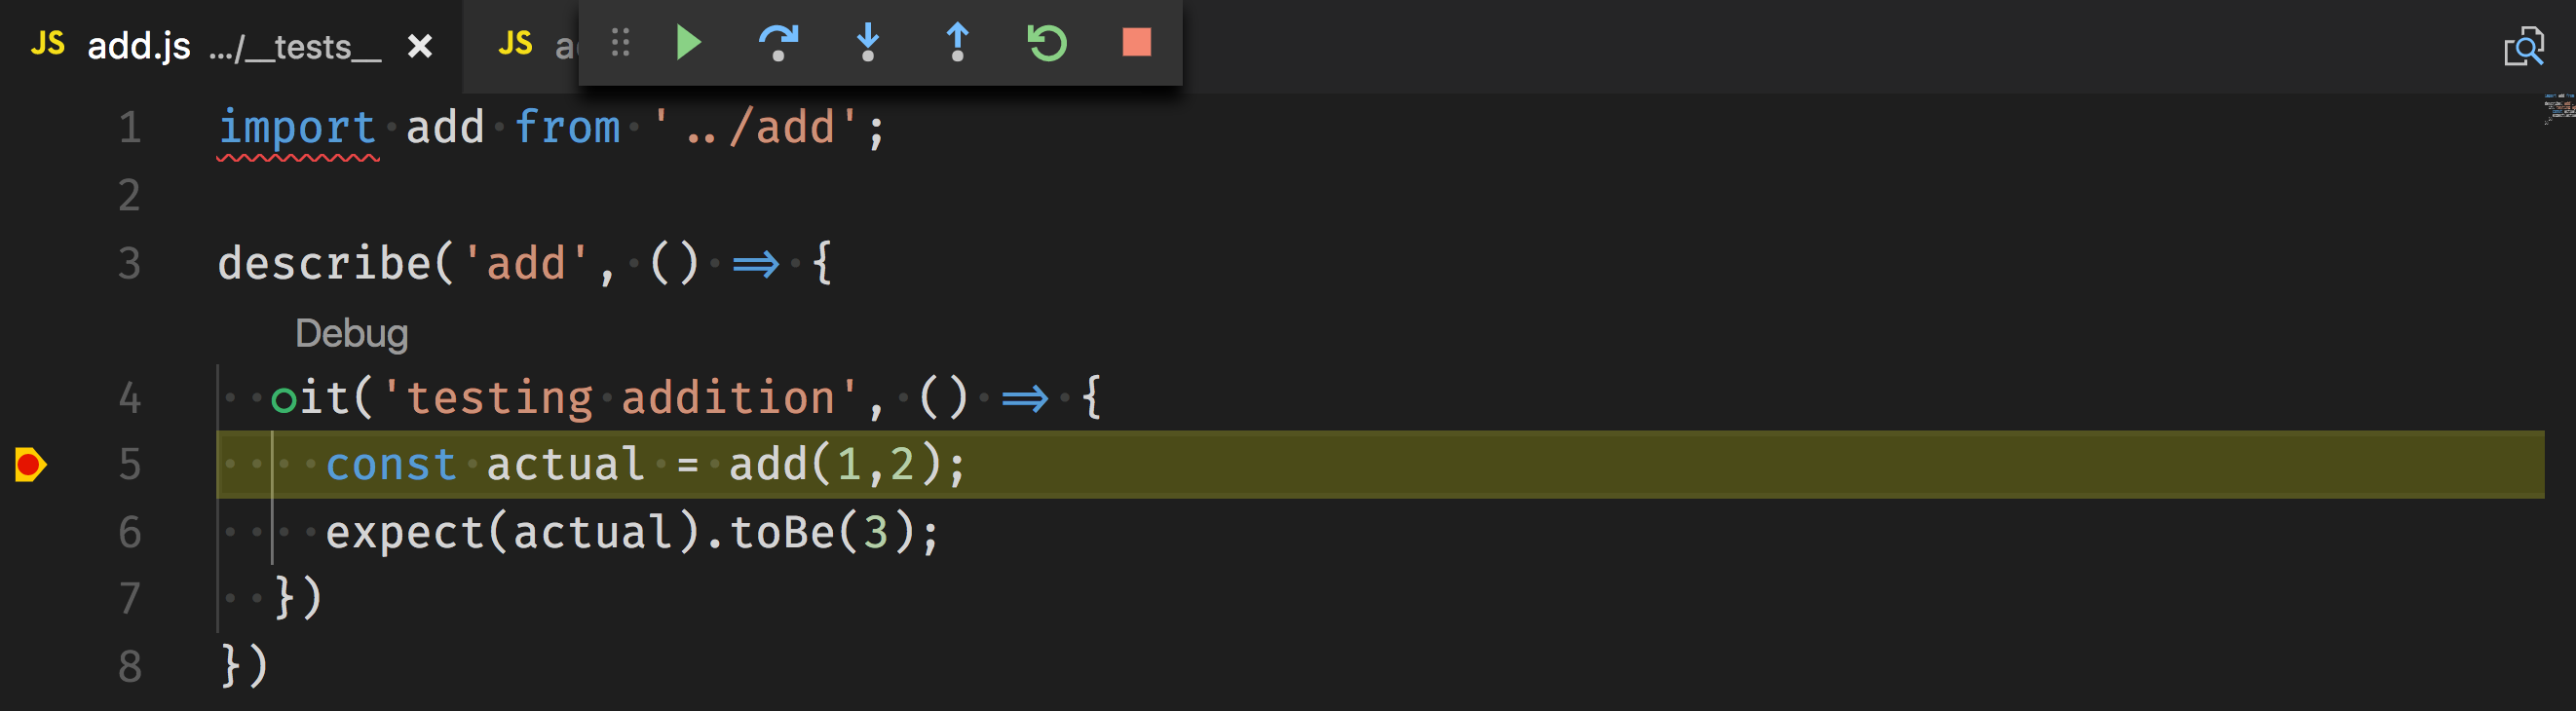 JS add.js .../__tests__ JS
1 import add from '../add';
2
3 describe('add', () => {
Debug
4 it('testing addition', () => {
5 const actual = add(1,2);
6 expect(actual).toBe(3);
7 })
8 })